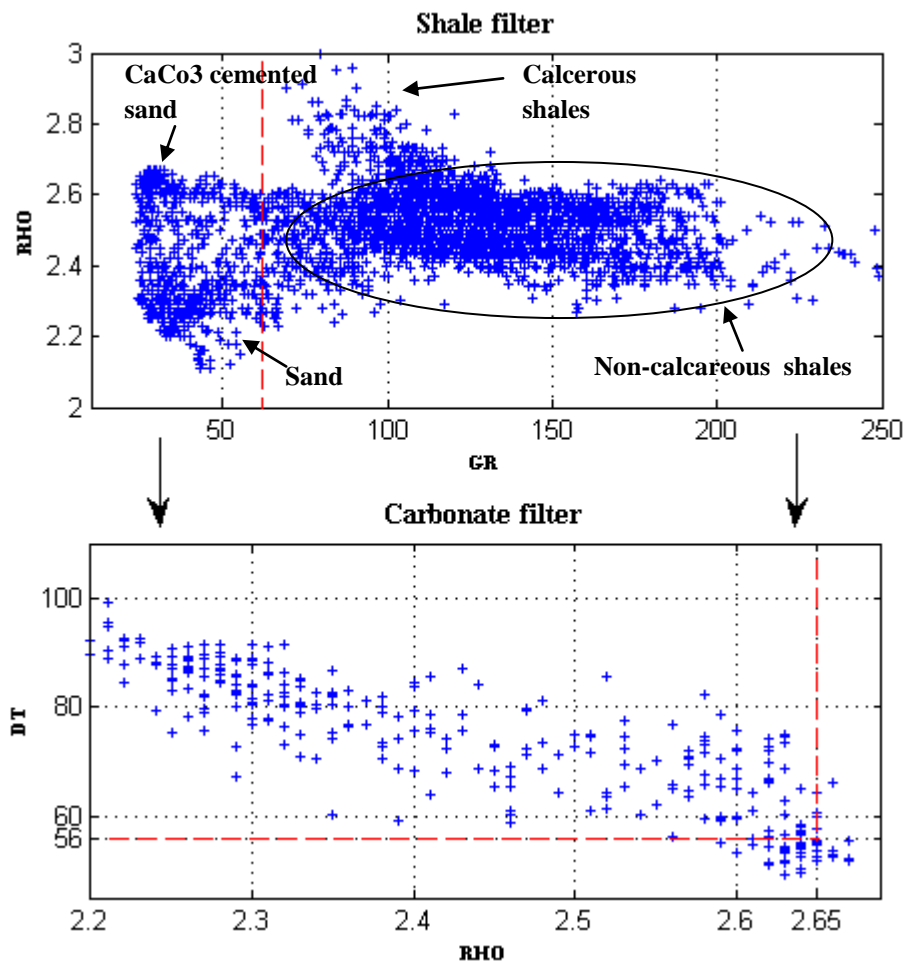 Shale filter
3
CaCo3 cemented
sand
Calcerous
shales
2.8
2.6
RHO
2.4
2.2
Sand
Non-calcareous shales
2
50
100
150
200
250
GR
Carbonate filter
100
80
DT
60
56
2.2
2.3
2.4
2.5
2.6
2.65
RHO